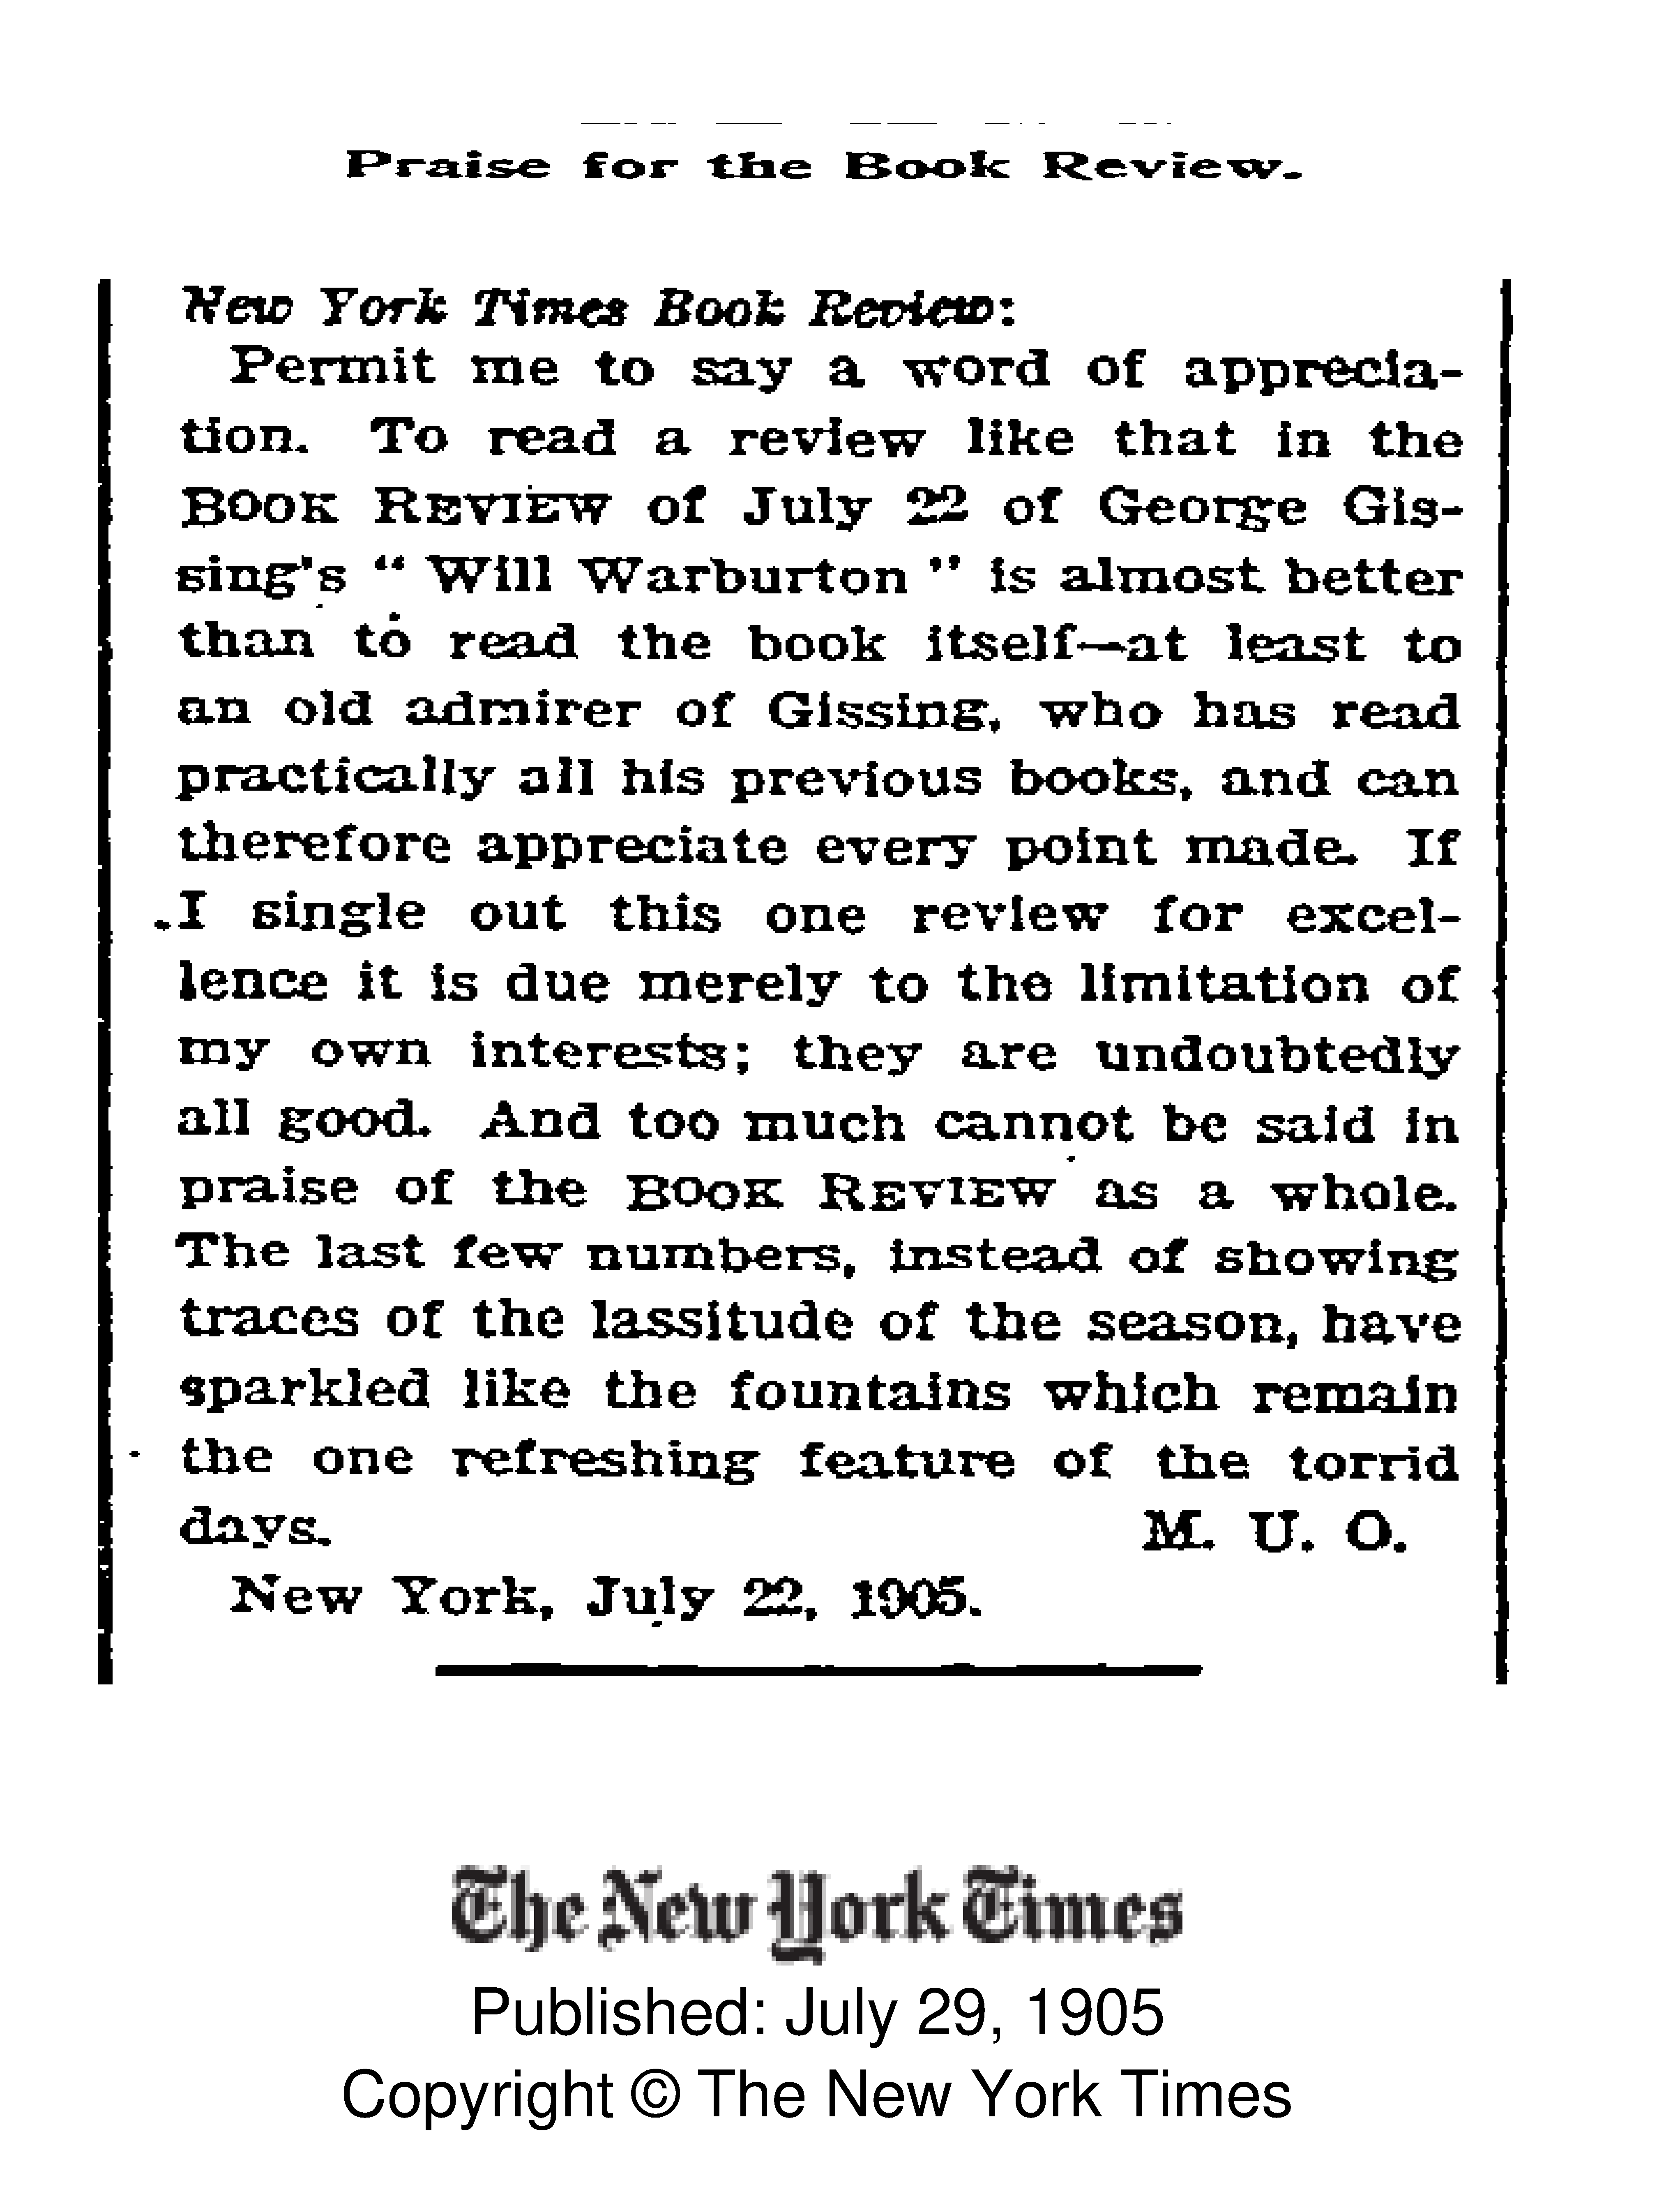 Praise for the Book Review.
New York Times Book Review:
Permit me to say a word of apprecia-
tion. To read a review like that in the
BOOK REVIEW of July 22 of George Gis-
sing's “ Will Warburton ” is almost better
than to read the book itself—at least to
an old admirer of Gissing, who has read
practically all his previous books, and can
therefore appreciate every point made. If
I single out this one review for excel-
lence it is due merely to the limitation of
my own interests; they are undoubtedly
all good. And too much cannot be said in
praise of the BOOK REVIEW as a whole.
The last few numbers, instead of showing
traces of the lassitude of the season, have
sparkled like the fountains which remain
the one refreshing feature of the torrid
days. M. U. O.
New York, July 22, 1905.
The New York Times
Published: July 29, 1905
Copyright © The New York Times